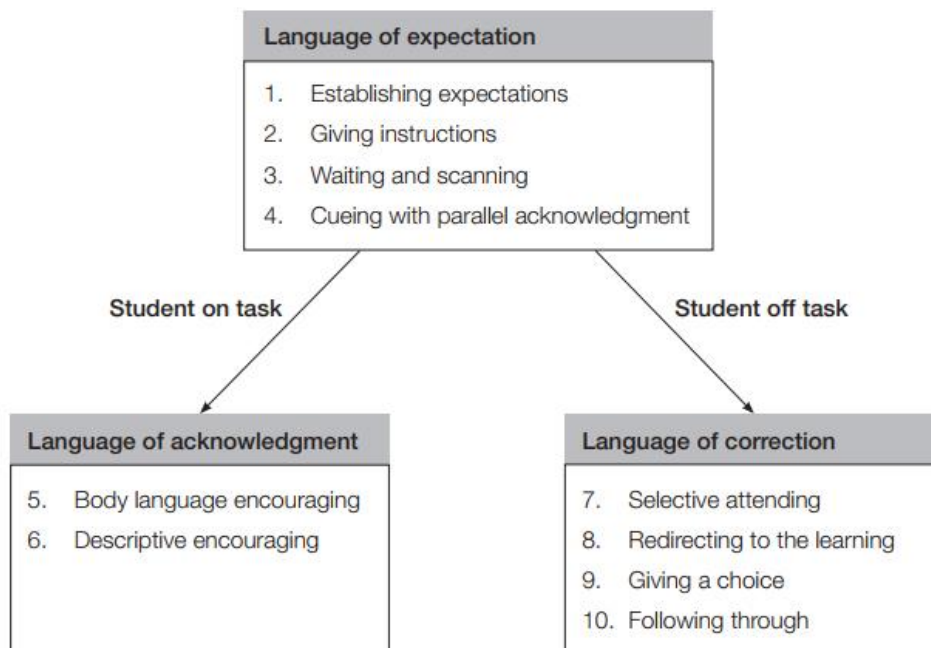 Language of expectation
1. Establishing expectations
2. Giving instructions
3. Waiting and scanning
4. Cueing with parallel acknowledgment
Student on task
Student off task
Language of acknowledgment
5. Body language encouraging
6. Descriptive encouraging
Language of correction
7. Selective attending
8. Redirecting to the learning
9. Giving a choice
10. Following through